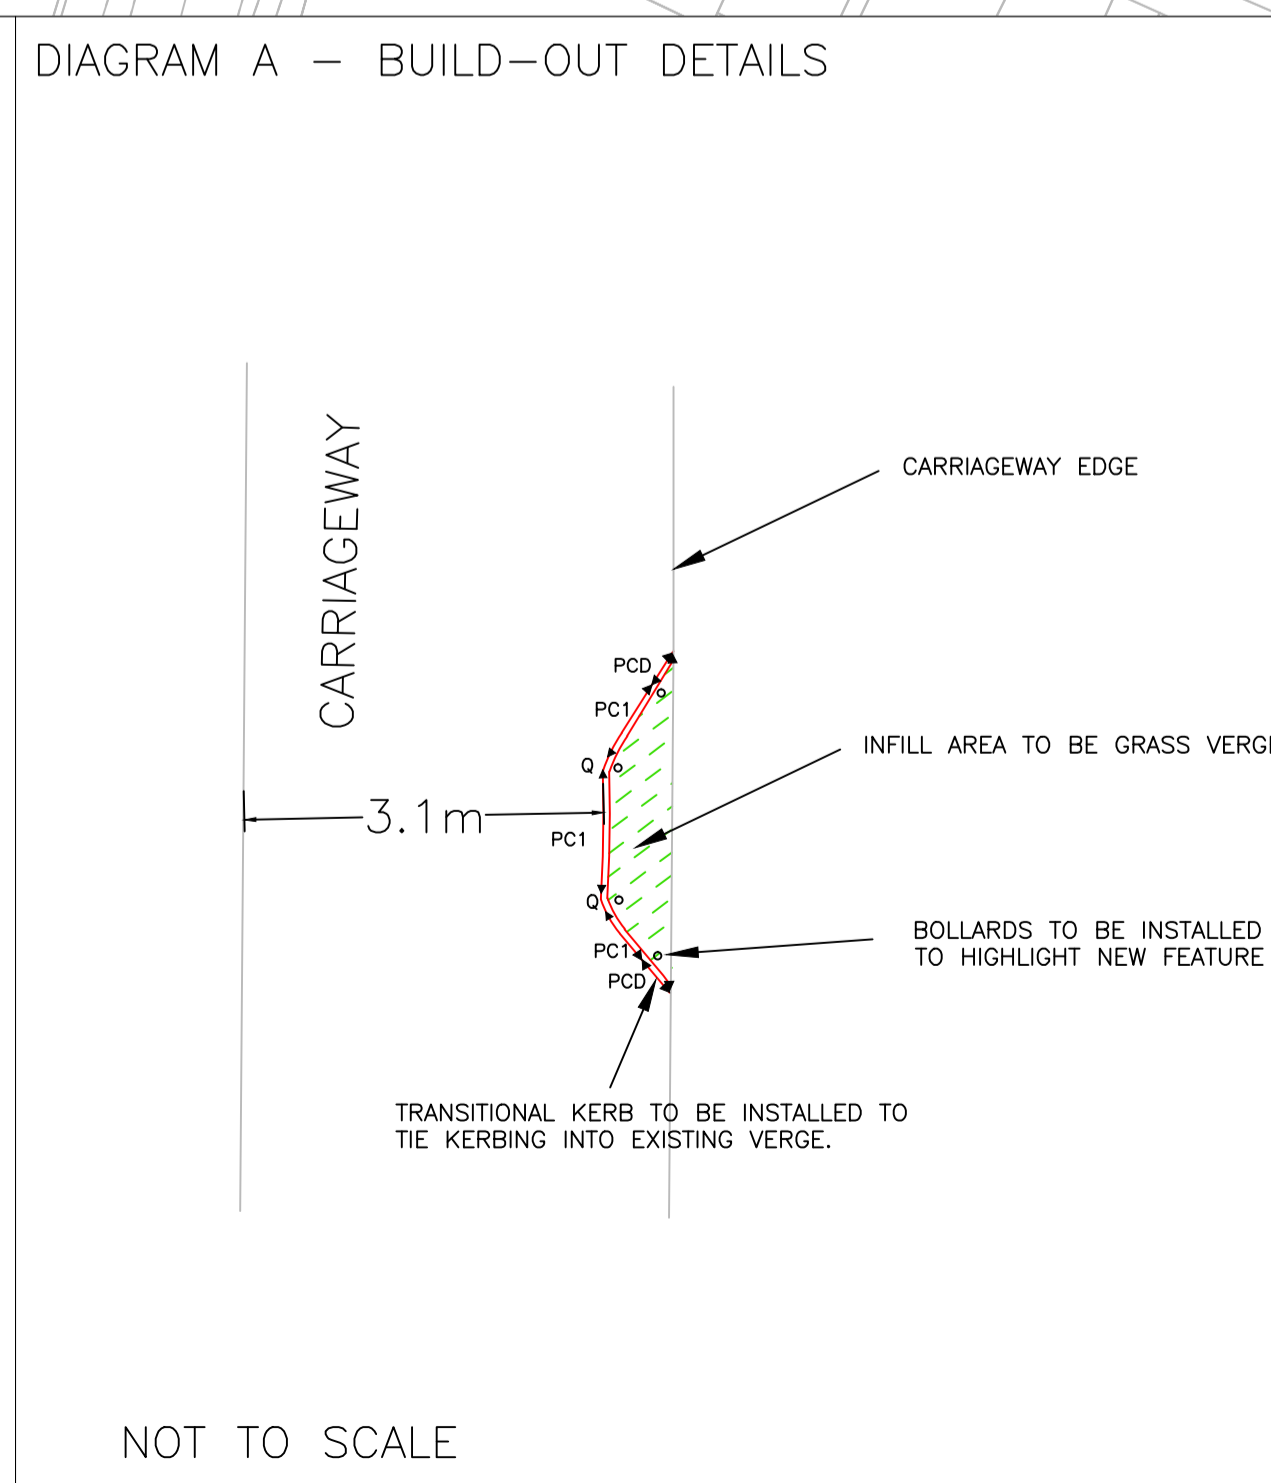 DIAGRAM A - BUILD-OUT DETAILS
CARRIAGEWAY
CARRIAGEWAY EDGE
PCD
PC1
INFILL AREA TO BE GRASS
Q
3.1m
PC1
Q
BOLLARDS TO BE INSTALLED
TO HIGHLIGHT NEW FEATURE
PC1
PCD
TRANSITIONAL KERB TO BE INSTALLED TO
TIE KERBING INTO EXISTING VERGE.
NOT TO SCALE